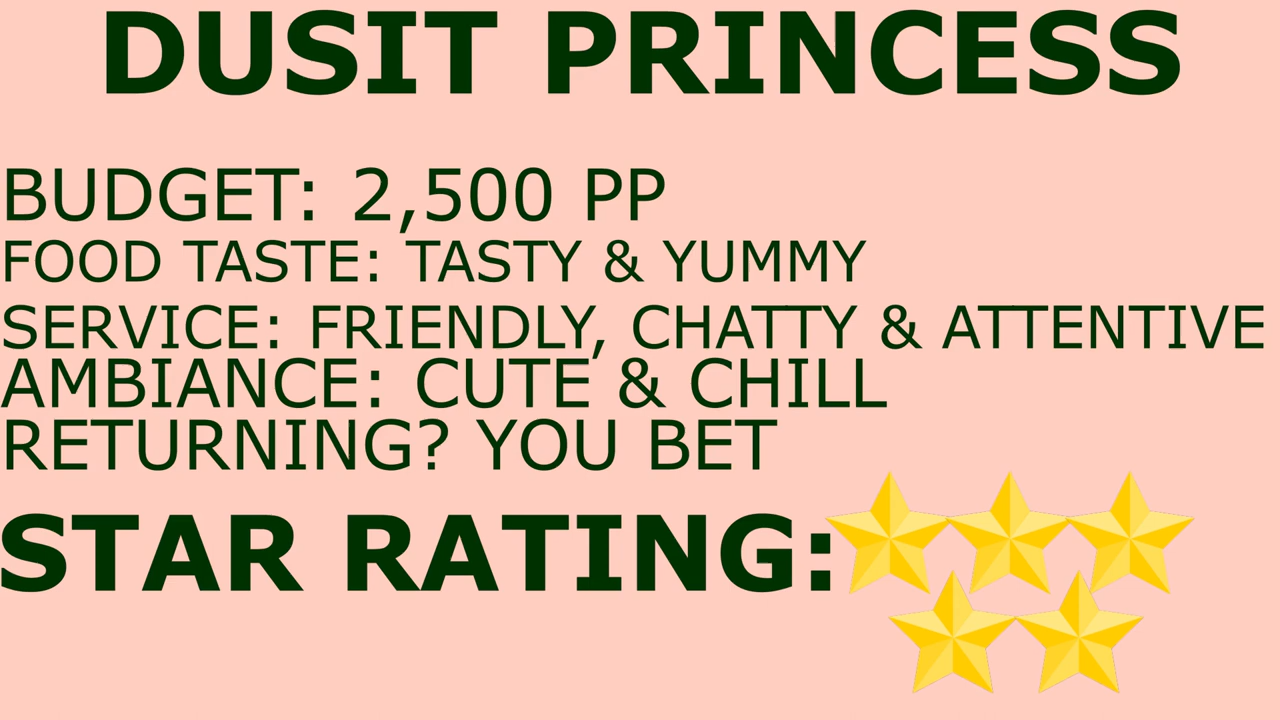 DUSIT PRINCESS
BUDGET: 2,500 PP
FOOD TASTE: TASTY & YUMMY
SERVICE: FRIENDLY, CHATTY & ATTENTIVE
AMBIANCE: CUTE & CHILL
RETURNING? YOU BET
STAR RATING: